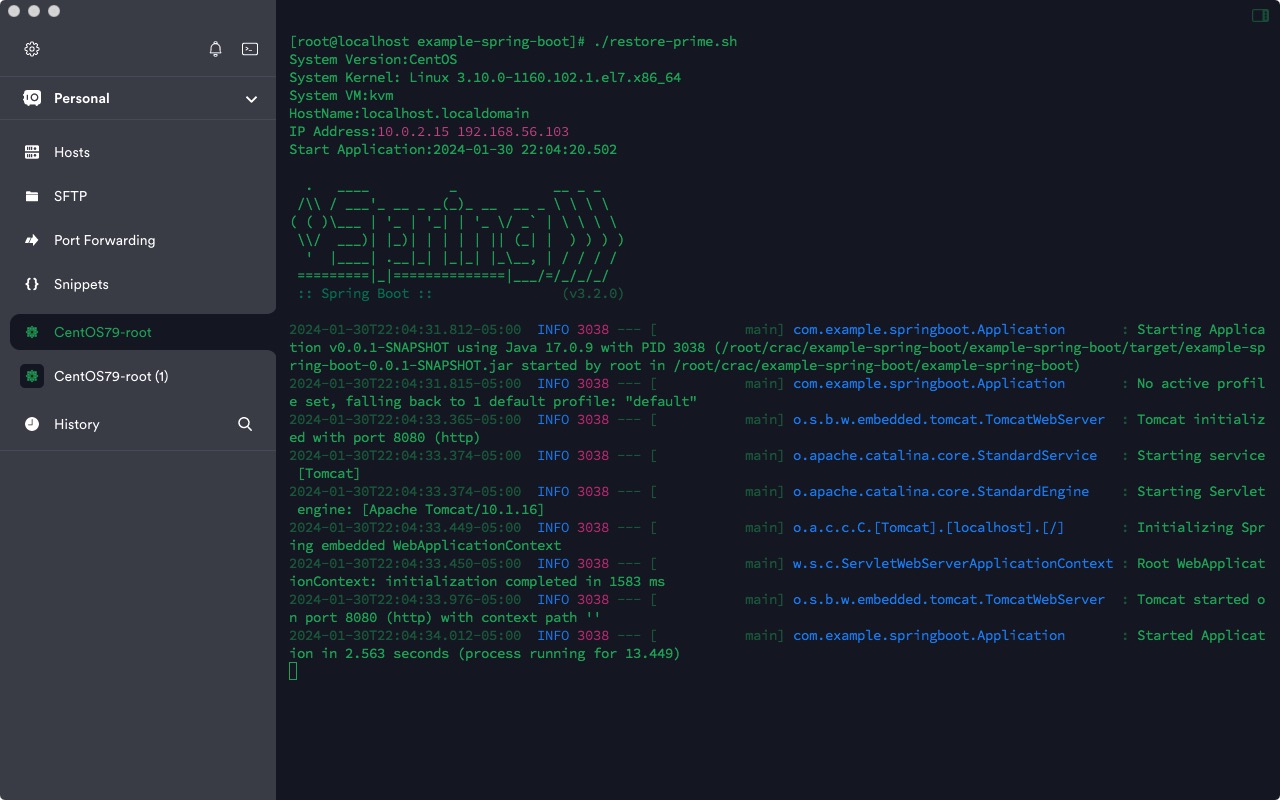 Personal
Hosts
SFTP
Port Forwarding
Snippets
CentOS79-root
CentOS79-root (1)
History
[root@localhost example-spring-boot]# ./restore-prime.sh
System Version:CentOS
System Kernel: Linux 3.10.0-1160.102.1.el7.x86_64
System VM:kvm
HostName:localhost.localdomain
IP Address:10.0.2.15 192.168.56.103
Start Application:2024-01-30 22:04:20.502
  .   ____          _            __ _ _
 /\\ / ___'_ __ _ _(_)_ __  __ _ \ \ \ \
( ( )\___ | '_ | '_| | '_ \/ _` | \ \ \ \
 \\/  ___)| |_)| | | | | || (_| |  ) ) ) )
  '  |____| .__|_| |_|_| |_\__, | / / / /
 =========|_|==============|___/=/_/_/_/
 :: Spring Boot ::                (v3.2.0)
2024-01-30T22:04:31.812-05:00  INFO 3038 --- [           main] com.example.springboot.Application       : Starting Applica
tion v0.0.1-SNAPSHOT using Java 17.0.9 with PID 3038 (/root/crac/example-spring-boot/example-spring-boot/target/example-sp
ring-boot-0.0.1-SNAPSHOT.jar started by root in /root/crac/example-spring-boot/example-spring-boot)
2024-01-30T22:04:31.815-05:00  INFO 3038 --- [           main] com.example.springboot.Application       : No active profil
e set, falling back to 1 default profile: "default"
2024-01-30T22:04:33.365-05:00  INFO 3038 --- [           main] o.s.b.w.embedded.tomcat.TomcatWebServer  : Tomcat initializ
ed with port 8080 (http)
2024-01-30T22:04:33.374-05:00  INFO 3038 --- [           main] o.apache.catalina.core.StandardService   : Starting service
 [Tomcat]
2024-01-30T22:04:33.374-05:00  INFO 3038 --- [           main] o.apache.catalina.core.StandardEngine    : Starting Servlet
 engine: [Apache Tomcat/10.1.16]
2024-01-30T22:04:33.449-05:00  INFO 3038 --- [           main] o.a.c.c.C.[Tomcat].[localhost].[/]       : Initializing Spr
ing embedded WebApplicationContext
2024-01-30T22:04:33.450-05:00  INFO 3038 --- [           main] w.s.c.ServletWebServerApplicationContext : Root WebApplicat
ionContext: initialization completed in 1583 ms
2024-01-30T22:04:33.976-05:00  INFO 3038 --- [           main] o.s.b.w.embedded.tomcat.TomcatWebServer  : Tomcat started o
n port 8080 (http) with context path ''
2024-01-30T22:04:34.012-05:00  INFO 3038 --- [           main] com.example.springboot.Application       : Started Applicat
ion in 2.563 seconds (process running for 13.449)